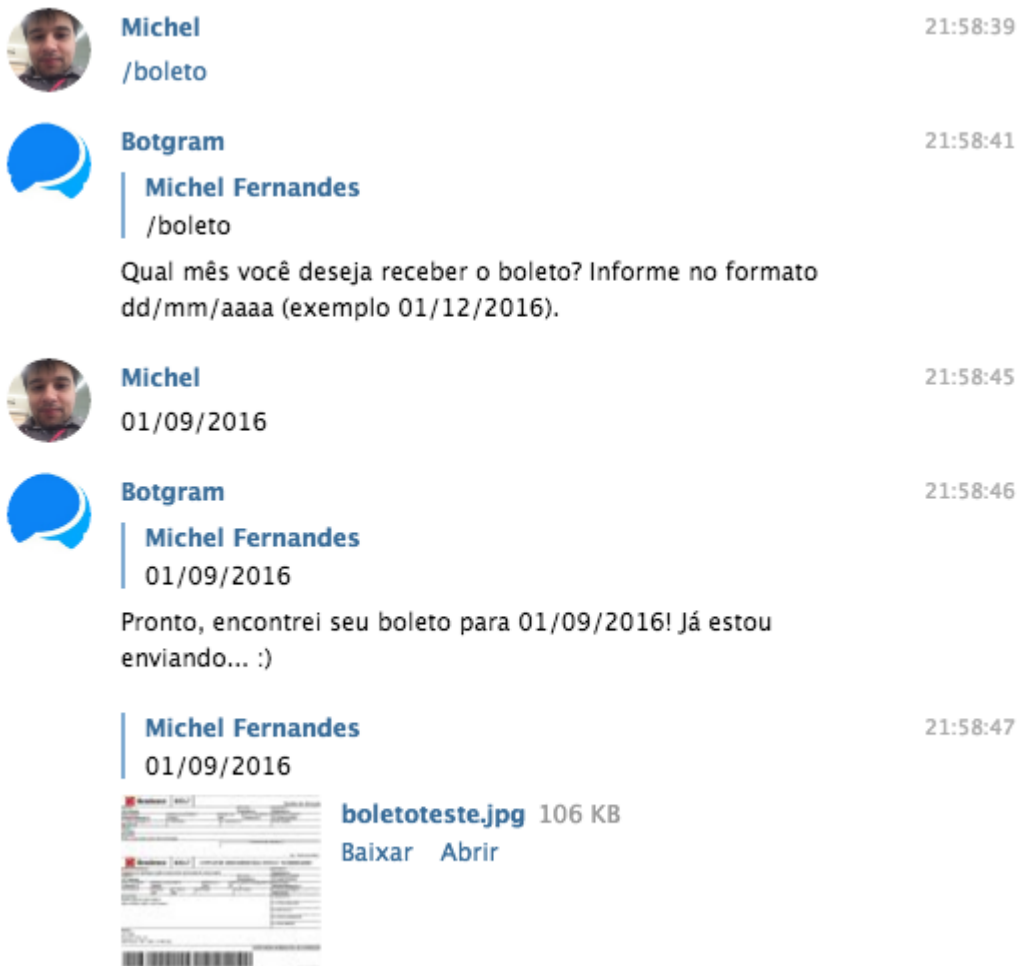 Michel 21:58:39
/boleto
Botgram 21:58:41
Michel Fernandes
/boleto
Qual mês você deseja receber o boleto? Informe no formato
dd/mm/aaaa (exemplo 01/12/2016).
Michel 21:58:45
01/09/2016
Botgram 21:58:46
Michel Fernandes
01/09/2016
Pronto, encontrei seu boleto para 01/09/2016! Já estou
enviando... :)
Michel Fernandes 21:58:47
01/09/2016
boletoteste.jpg 106 KB
Baixar Abrir